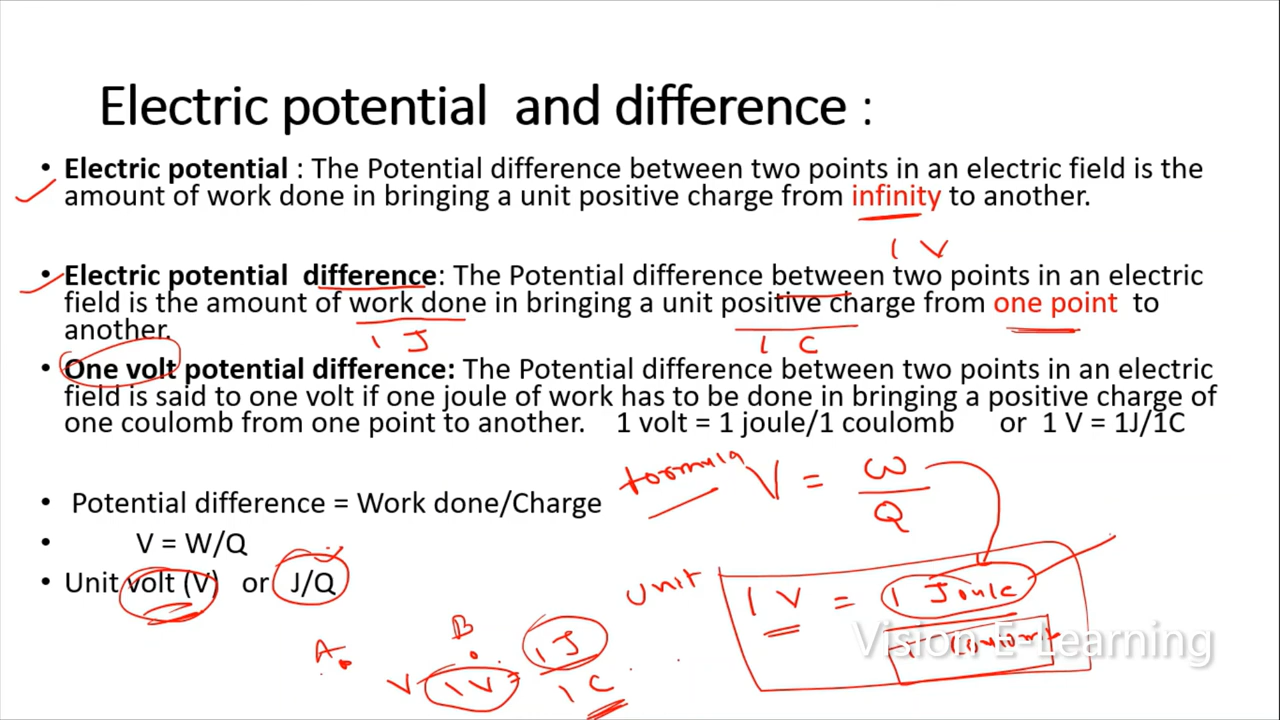 Electric potential and difference :
• Electric potential : The Potential difference between two points in an electric field is the
amount of work done in bringing a unit positive charge from infinity to another.
1 V
• Electric potential difference: The Potential difference between two points in an electric
field is the amount of work done in bringing a unit positive charge from one point to
another.
1 J 1 C
• One volt potential difference: The Potential difference between two points in an electric
field is said to one volt if one joule of work has to be done in bringing a positive charge of
one coulomb from one point to another. 1 volt = 1 joule/1 coulomb or 1 V = 1J/1C
formula V = W
Q
• Potential difference = Work done/Charge
• V = W/Q
• Unit volt (V) or J/Q
unit 1 V = 1 Joule
Vision E-Learning
A B
V 1V = 1J
1 C